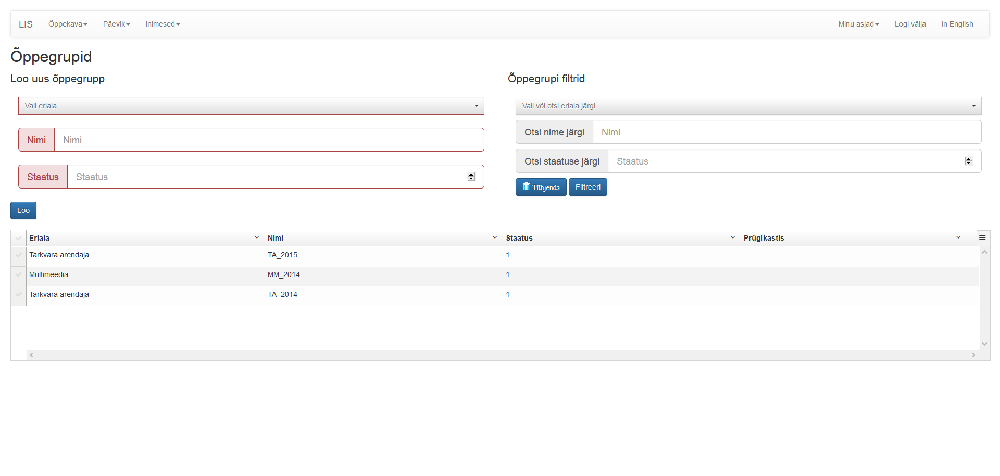 LIS Õppekava Päevik Inimesed Minu asjad Logi välja in English
Õppegrupid
Loo uus õppegrupp
Vali eriala
Nimi Nimi
Staatus Staatus
Loo
Õppegrupi filtrid
Vali või otsi eriala järgi
Otsi nime järgi Nimi
Otsi staatuse järgi Staatus
Tühjenda Filtreeri
Eriala Nimi Staatus Prügikastis
Tarkvara arendaja TA_2015 1
Multimeedia MM_2014 1
Tarkvara arendaja TA_2014 1